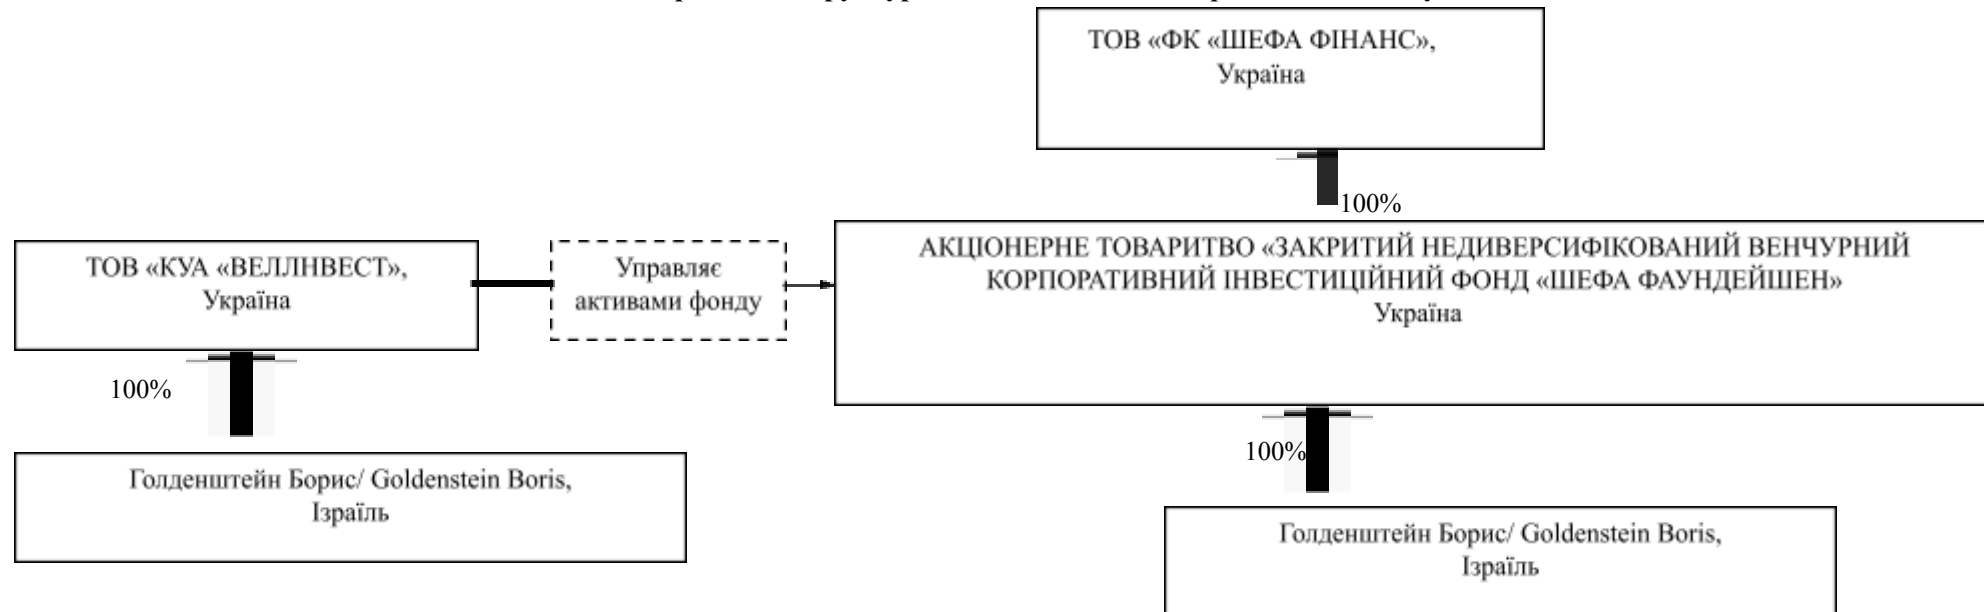 ТОВ «ФК «ШЕФА ФІНАНС»,
Україна
100%
ТОВ «КУА «ВЕЛЛНВЕСТ»,
Україна
Управляє
активами фонду
АКЦІОНЕРНЕ ТОВАРИТВО «ЗАКРИТИЙ НЕДИВЕРСИФІКОВАНИЙ ВЕНЧУРНИЙ
КОРПОРАТИВНИЙ ІНВЕСТИЦІЙНИЙ ФОНД «ШЕФА ФАУНДЕЙШЕН»
Україна
100%
100%
Голденштейн Борис/ Goldenstein Boris,
Ізраїль
Голденштейн Борис/ Goldenstein Boris,
Ізраїль